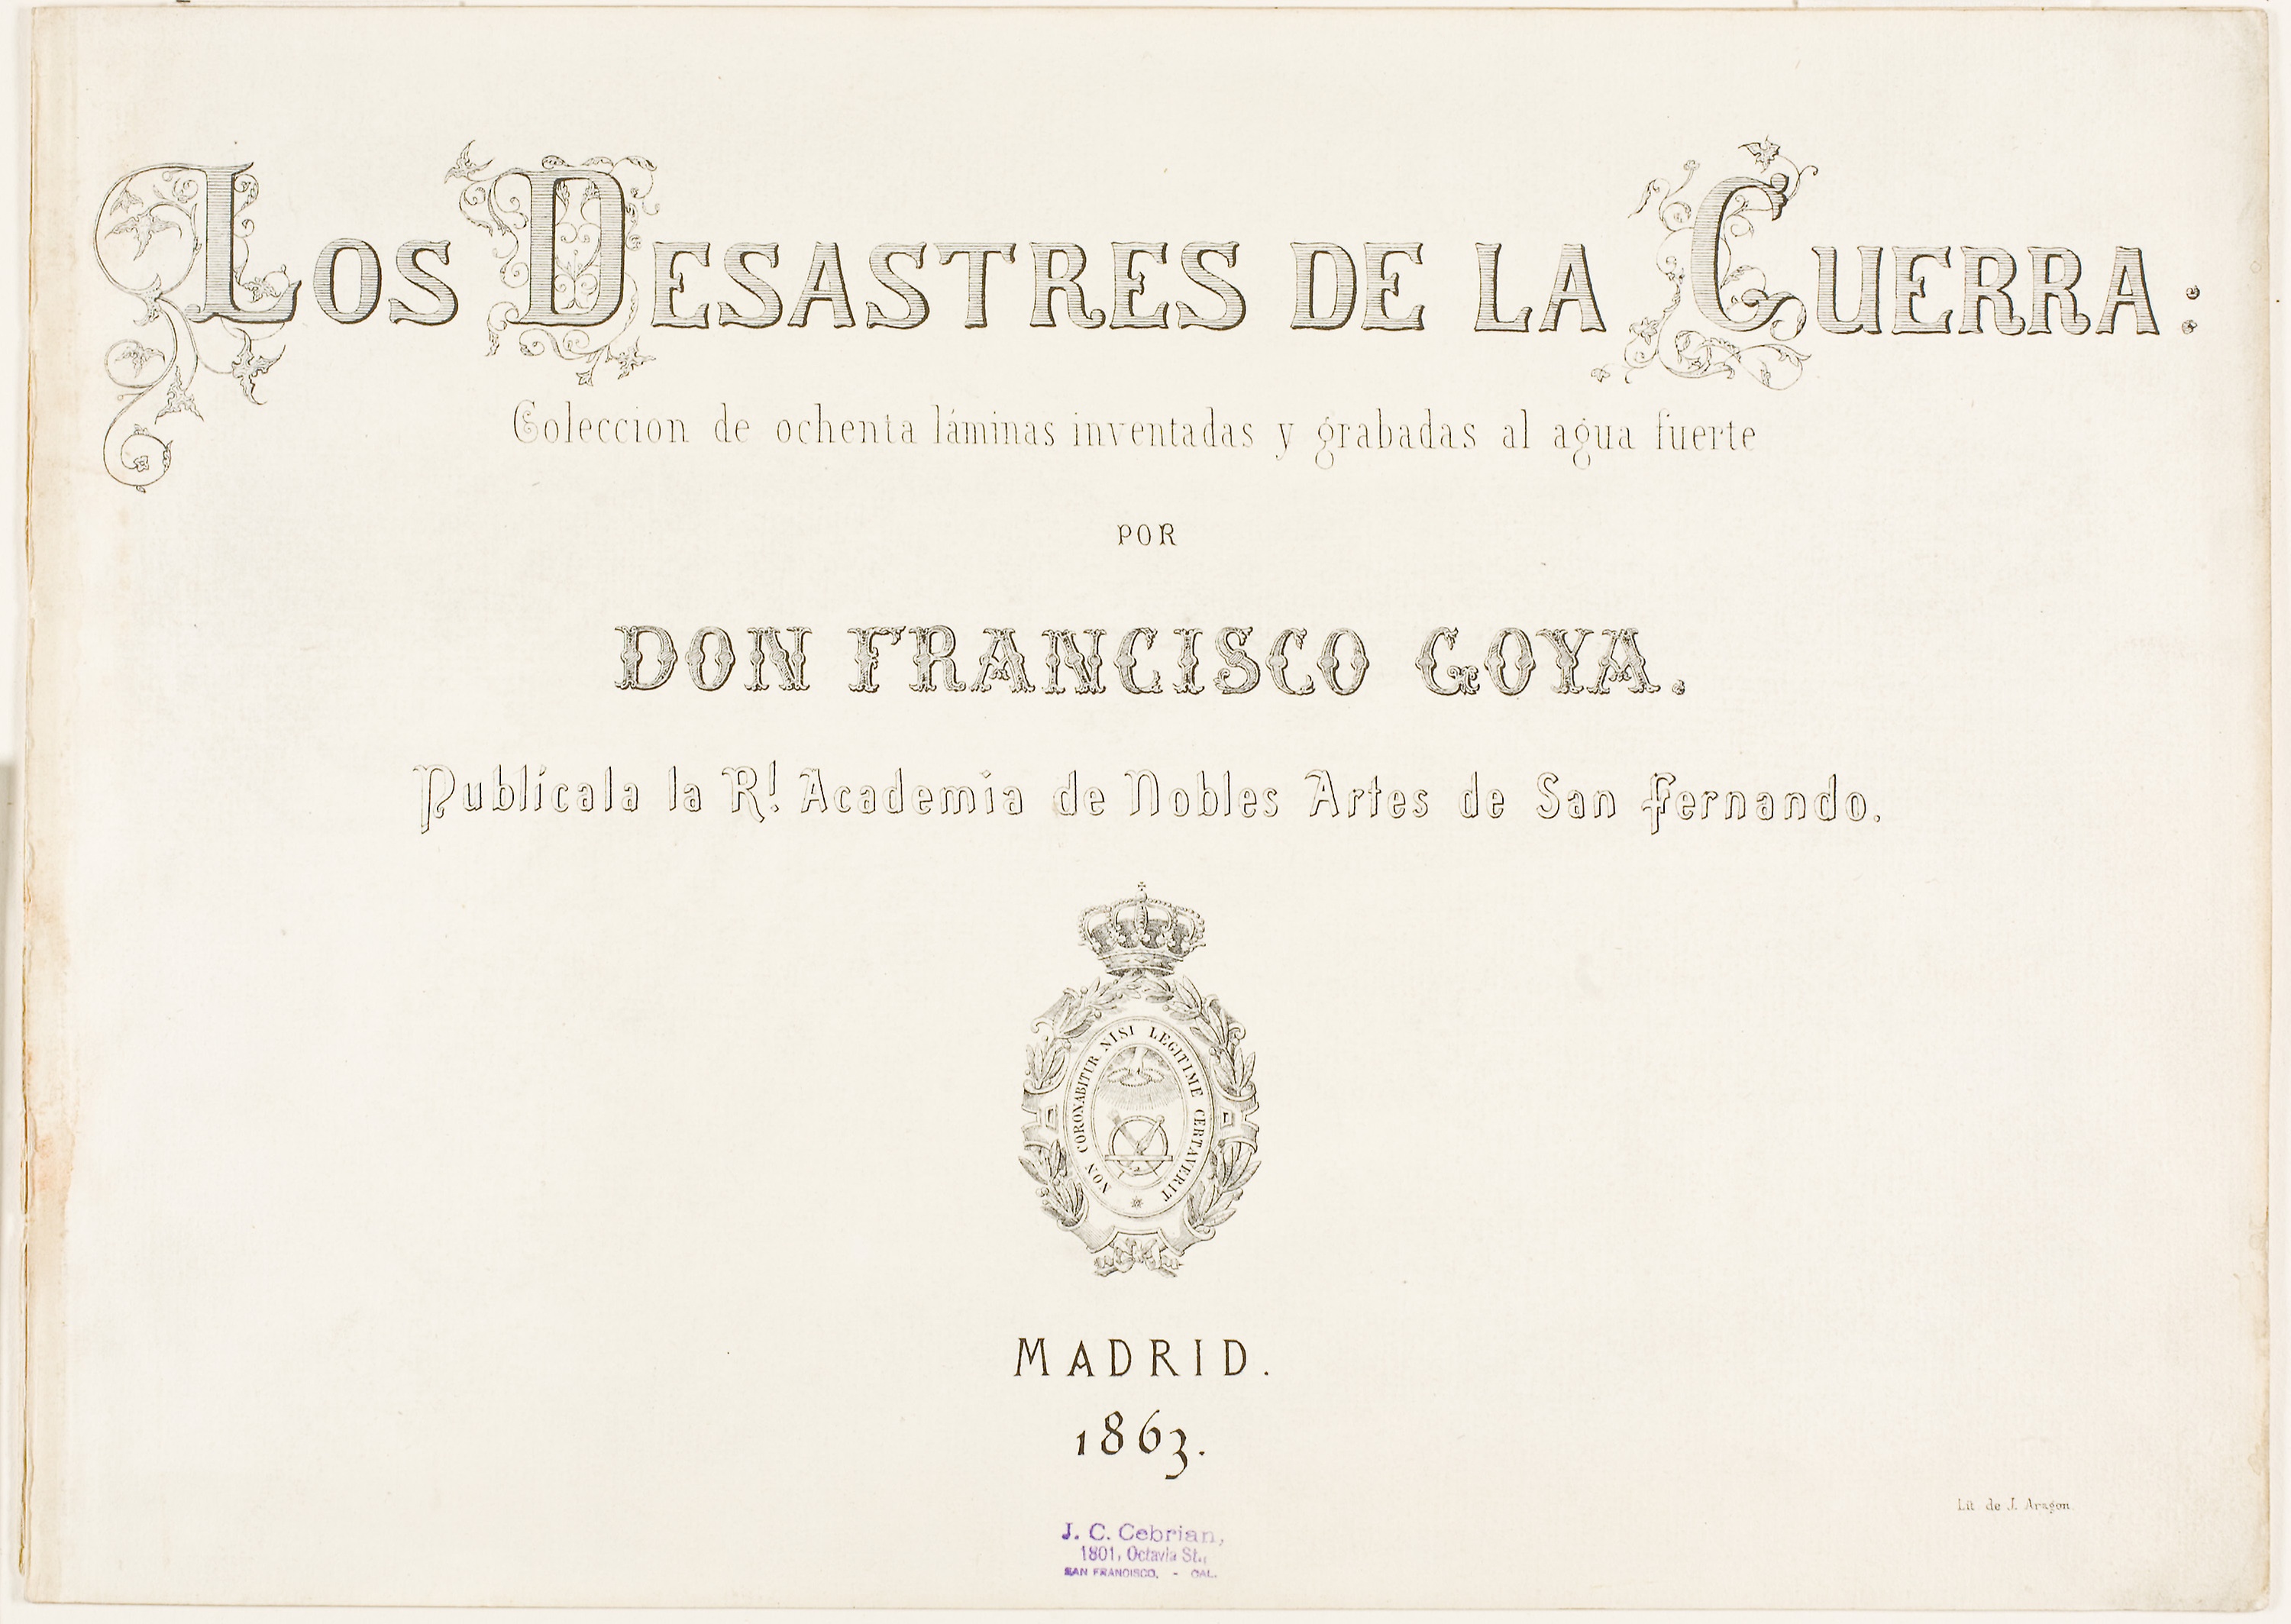 LOS DESASTRES DE LA GUERRA:
Coleccion de ochenta láminas inventadas y grabadas al agua fuerte
POR
DON FRANCISCO GOYA.
Publícala la Rl. Academia de Nobles Artes de San Fernando.
NON CORONABITUR NISI LEGITIME CERTAVERIT
MADRID.
1863.
Lit. de J. Aragon.
J. C. Cebrian,
1801, Octavia St.,
SAN FRANCISCO, - CAL.